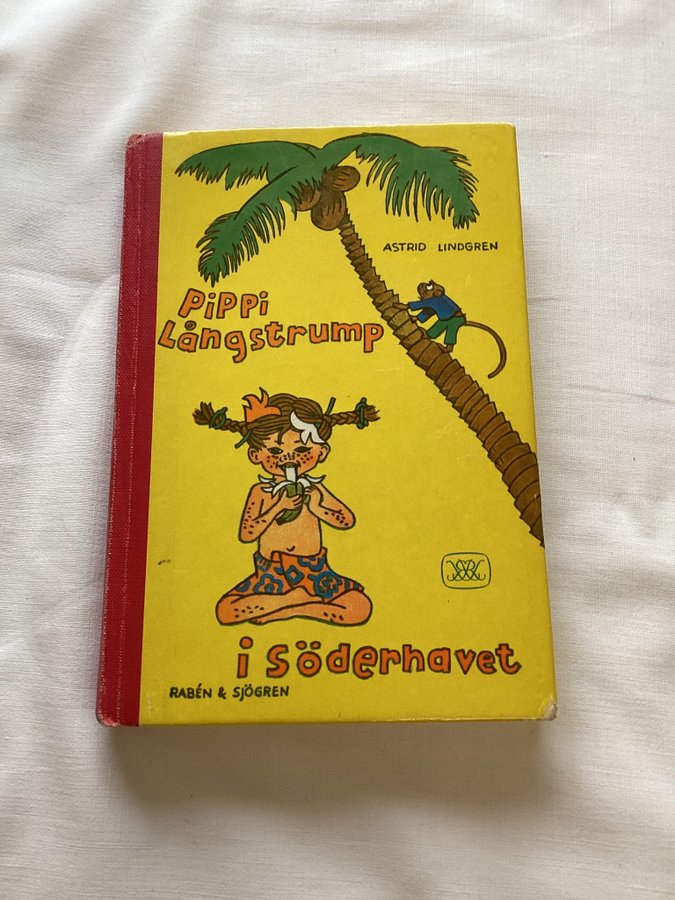 ASTRID LINDGREN
PiPPi
Långstrump
i Söderhavet
RABÉN & SJÖGREN